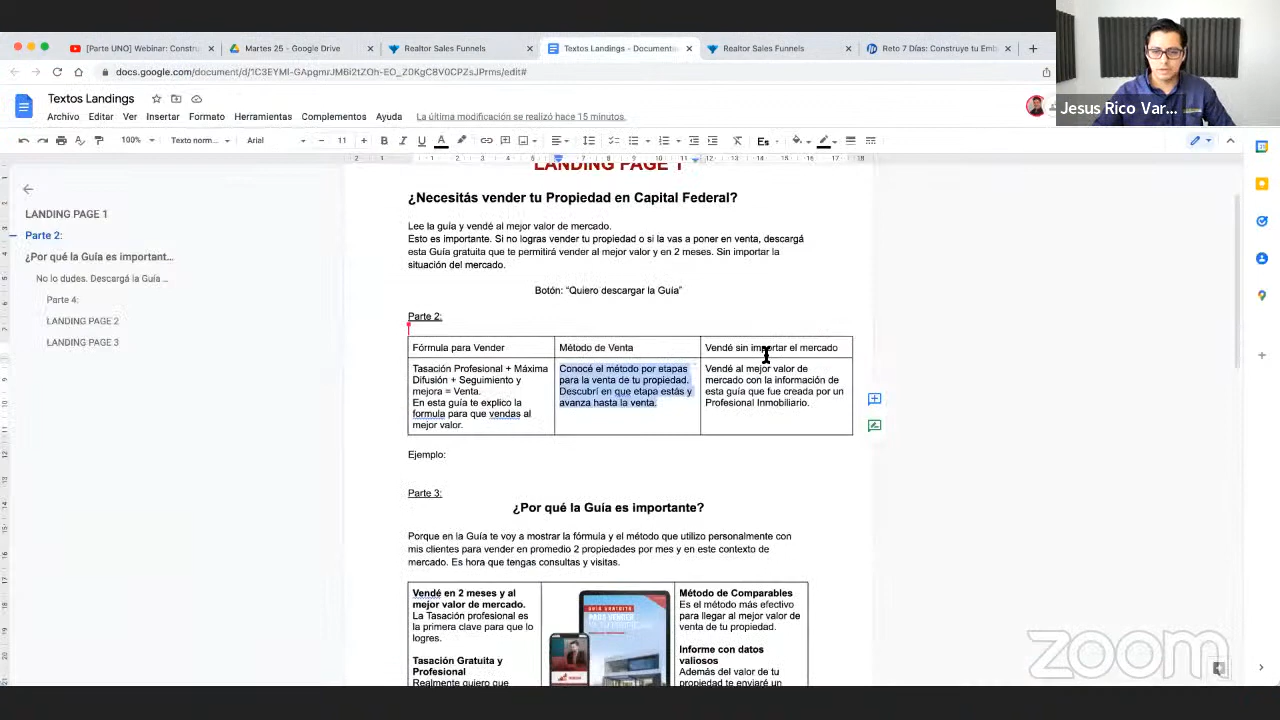 [Parte UNO] Webinar: Constru
Martes 25 - Google Drive
Realtor Sales Funnels
Textos Landings - Documento
Realtor Sales Funnels
Reto 7 Días: Construye tu Emb
Textos Landings
Archivo Editar Ver Insertar Formato Herramientas Complementos Ayuda
La última modificación se realizó hace 15 minutos.
100% Texto norm... Arial 11
Jesus Rico Var...
LANDING PAGE 1
Parte 2:
¿Por qué la Guía es important...
No lo dudes. Descargá la Guía ...
Parte 4:
LANDING PAGE 2
LANDING PAGE 3
LANDING PAGE 1
¿Necesitás vender tu Propiedad en Capital Federal?
Lee la guía y vendé al mejor valor de mercado.
Esto es importante. Si no logras vender tu propiedad o si la vas a poner en venta, descargá
esta Guía gratuita que te permitirá vender al mejor valor y en 2 meses. Sin importar la
situación del mercado.
Botón: “Quiero descargar la Guía”
Parte 2:
Fórmula para Vender
Tasación Profesional + Máxima
Difusión + Seguimiento y
mejora = Venta.
En esta guía te explico la
formula para que vendas al
mejor valor.
Método de Venta
Conocé el método por etapas
para la venta de tu propiedad.
Descubrí en que etapa estás y
avanza hasta la venta.
Vendé sin importar el mercado
Vendé al mejor valor de
mercado con la información de
esta guía que fue creada por un
Profesional Inmobiliario.
Ejemplo:
Parte 3:
¿Por qué la Guía es importante?
Porque en la Guía te voy a mostrar la fórmula y el método que utilizo personalmente con
mis clientes para vender en promedio 2 propiedades por mes y en este contexto de
mercado. Es hora que tengas consultas y visitas.
Vendé en 2 meses y al
mejor valor de mercado.
La Tasación profesional es
la primera clave para que lo
logres.
Tasación Gratuita y
Profesional
Realmente quiero que
GUÍA GRATUITA
PARA VENDER
Método de Comparables
Es el método más efectivo
para llegar al mejor valor de
venta de tu propiedad.
Informe con datos
valiosos
Además del valor de tu
propiedad te enviaré un
zoom